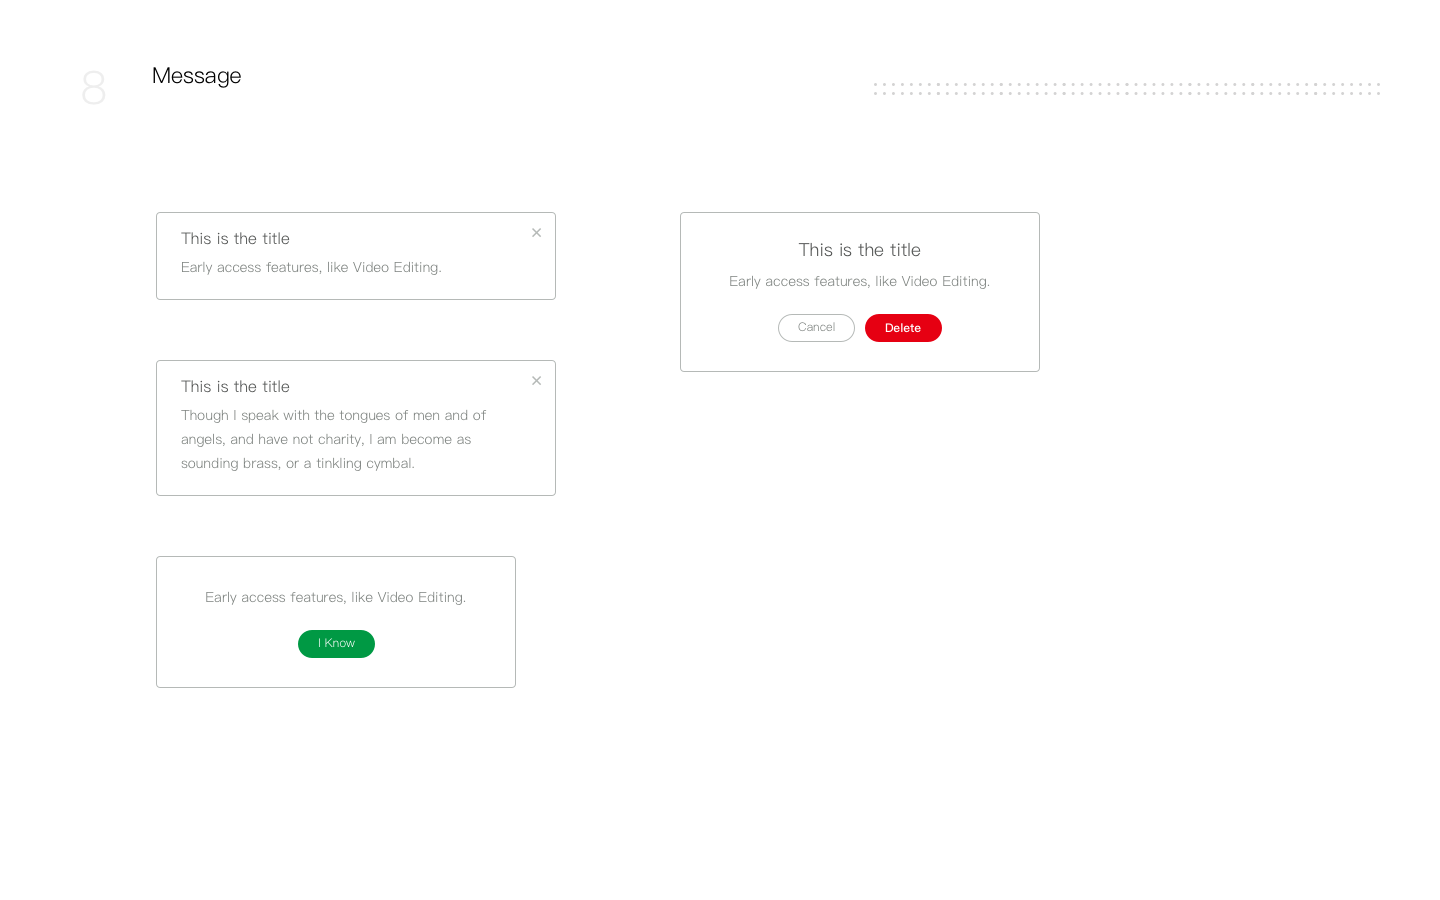 8
Message
This is the title
Early access features, like Video Editing.
This is the title
Though I speak with the tongues of men and of
angels, and have not charity, I am become as
sounding brass, or a tinkling cymbal.
Early access features, like Video Editing.
I Know
This is the title
Early access features, like Video Editing.
Cancel Delete